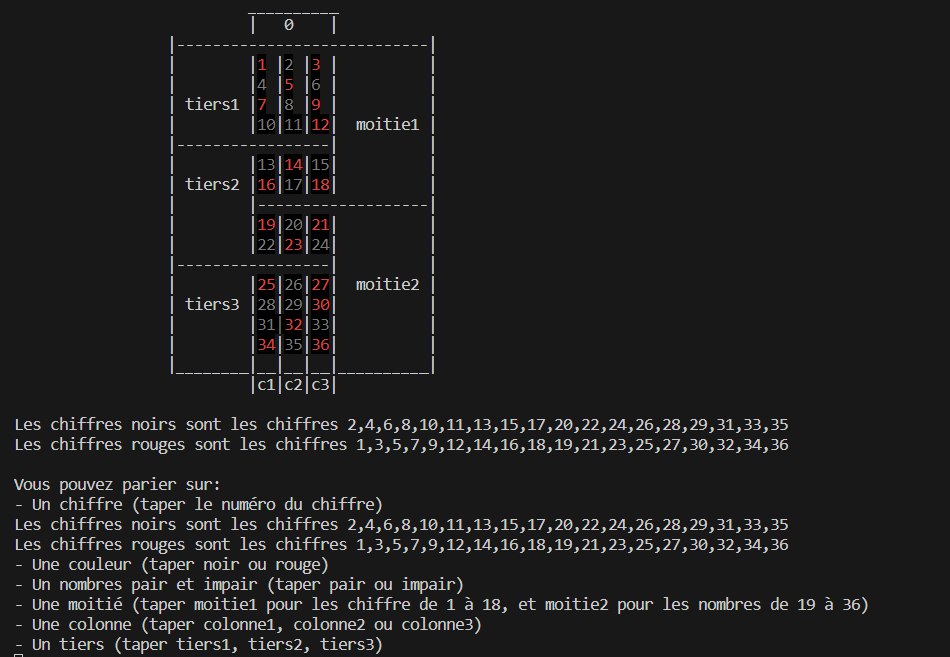 __________
|   0    |
|----------------------------|
|        |1 |2 |3 |          |
|        |4 |5 |6 |          |
| tiers1 |7 |8 |9 |          |
|        |10|11|12|  moitie1 |
|-----------------|          |
|        |13|14|15|          |
| tiers2 |16|17|18|          |
|        |-------------------|
|        |19|20|21|          |
|        |22|23|24|          |
|-----------------|          |
|        |25|26|27|  moitie2 |
| tiers3 |28|29|30|          |
|        |31|32|33|          |
|        |34|35|36|          |
|________|__|__|__|__________|
|c1|c2|c3|
Les chiffres noirs sont les chiffres 2,4,6,8,10,11,13,15,17,20,22,24,26,28,29,31,33,35
Les chiffres rouges sont les chiffres 1,3,5,7,9,12,14,16,18,19,21,23,25,27,30,32,34,36
Vous pouvez parier sur:
- Un chiffre (taper le numéro du chiffre)
Les chiffres noirs sont les chiffres 2,4,6,8,10,11,13,15,17,20,22,24,26,28,29,31,33,35
Les chiffres rouges sont les chiffres 1,3,5,7,9,12,14,16,18,19,21,23,25,27,30,32,34,36
- Une couleur (taper noir ou rouge)
- Un nombres pair et impair (taper pair ou impair)
- Une moitié (taper moitie1 pour les chiffre de 1 à 18, et moitie2 pour les nombres de 19 à 36)
- Une colonne (taper colonne1, colonne2 ou colonne3)
- Un tiers (taper tiers1, tiers2, tiers3)